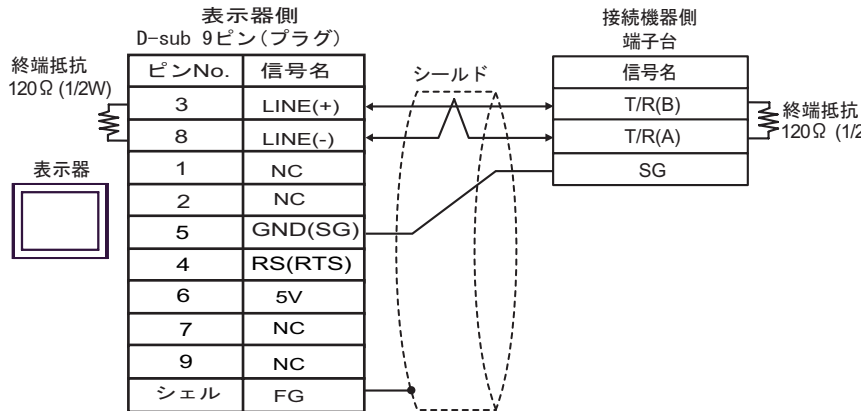 表示器側
D-sub 9ピン(プラグ)
接続機器側
端子台
終端抵抗
120Ω (1/2W)
ピンNo. 信号名
シールド
信号名
3 LINE(+)
T/R(B)
8 LINE(-)
T/R(A)
終端抵抗
120Ω (1/2
表示器
1 NC
SG
2 NC
5 GND(SG)
4 RS(RTS)
6 5V
7 NC
9 NC
シェル FG